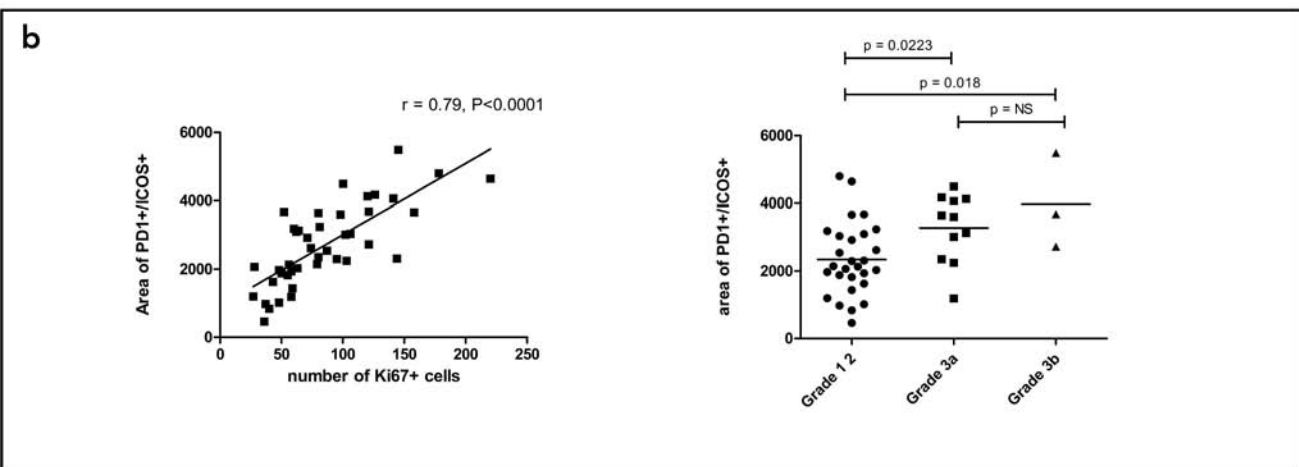 b
r = 0.79, P<0.0001
Area of PD1+/ICOS+
6000
4000
2000
0
0 50 100 150 200 250
number of Ki67+ cells
p = 0.0223
p = 0.018
p = NS
area of PD1+/ICOS+
6000
4000
2000
0
Grade 1 2
Grade 3a
Grade 3b